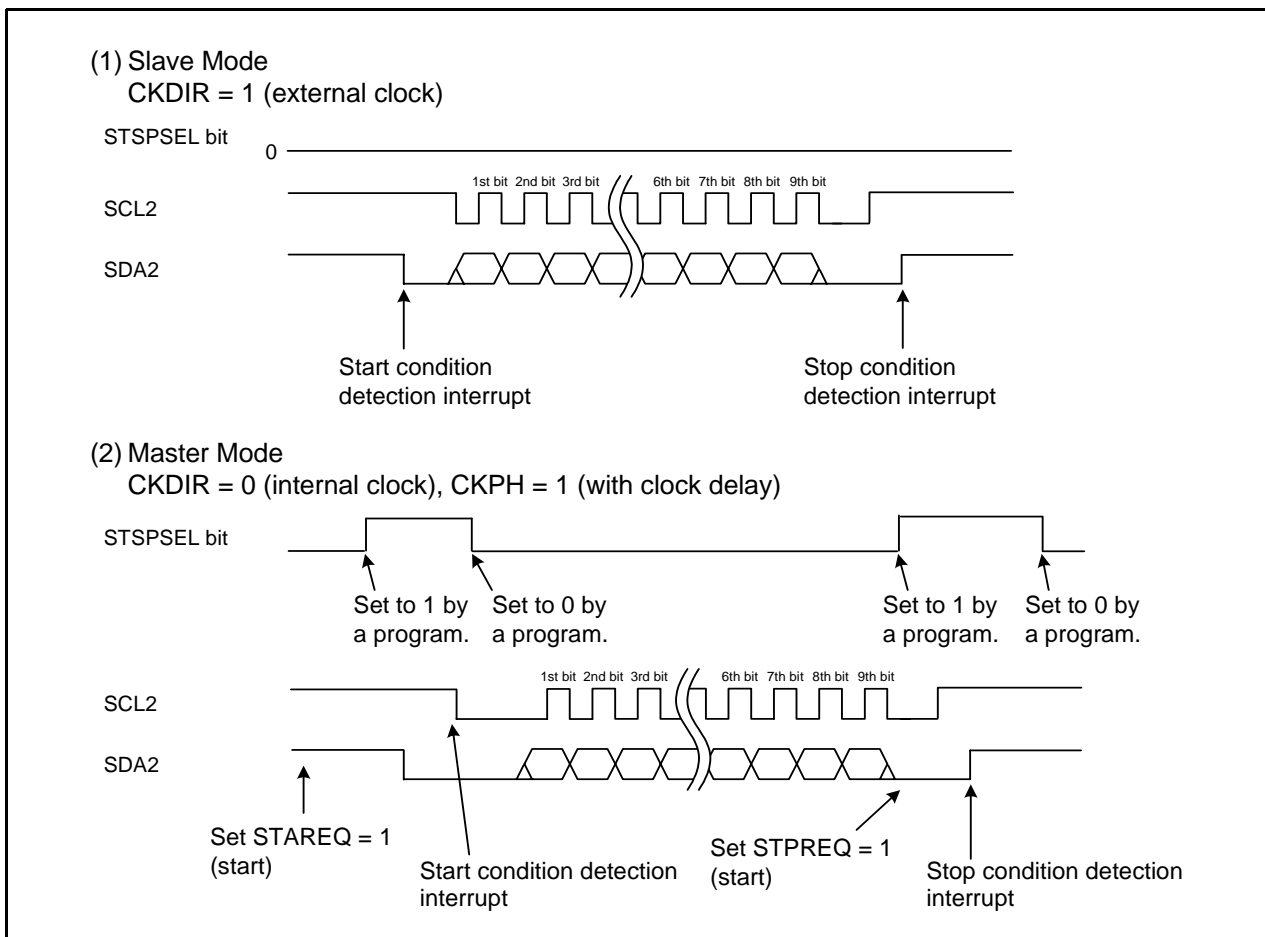 (1) Slave Mode
CKDIR = 1 (external clock)
STSPSEL bit
0
1st bit 2nd bit 3rd bit 6th bit 7th bit 8th bit 9th bit
SCL2
SDA2
Start condition
detection interrupt
Stop condition
detection interrupt
(2) Master Mode
CKDIR = 0 (internal clock), CKPH = 1 (with clock delay)
STSPSEL bit
Set to 1 by
a program.
Set to 0 by
a program.
Set to 1 by
a program.
Set to 0 by
a program.
1st bit 2nd bit 3rd bit 6th bit 7th bit 8th bit 9th bit
SCL2
SDA2
Set STAREQ = 1
(start)
Start condition detection
interrupt
Set STPREQ = 1
(start)
Stop condition detection
interrupt